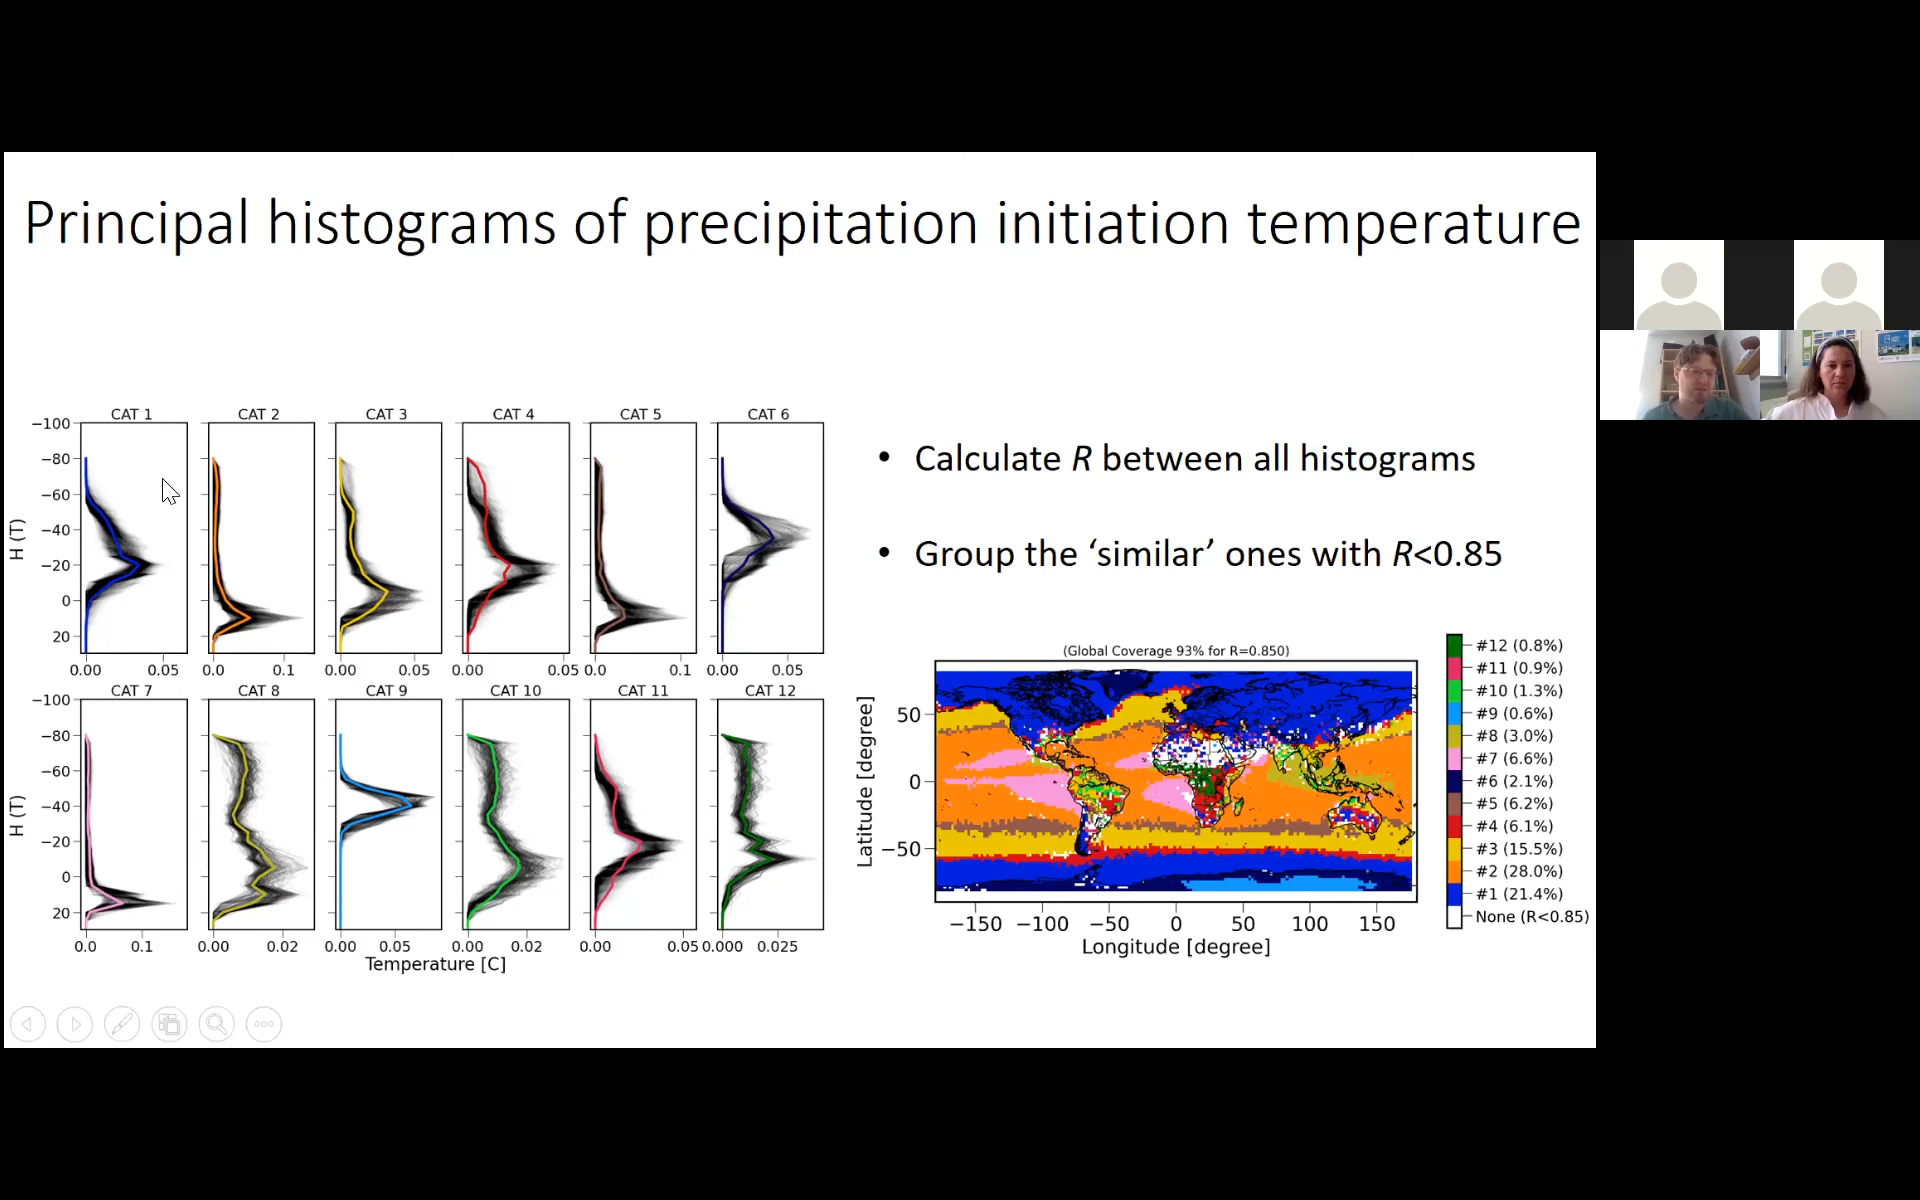 Principal histograms of precipitation initiation temperature
CAT 1 CAT 2 CAT 3 CAT 4 CAT 5 CAT 6
−100
−80
−60
−40
−20
0
20
H (T)
0.00 0.05 0.0 0.1 0.00 0.05 0.00 0.05 0.0 0.1 0.00 0.05
CAT 7 CAT 8 CAT 9 CAT 10 CAT 11 CAT 12
−100
−80
−60
−40
−20
0
20
H (T)
0.0 0.1 0.00 0.02 0.00 0.05 0.00 0.02 0.00 0.05 0.000 0.025
Temperature [C]
• Calculate R between all histograms
• Group the ‘similar’ ones with R<0.85
(Global Coverage 93% for R=0.850)
50
0
−50
Latitude [degree]
−150 −100 −50 0 50 100 150
Longitude [degree]
#12 (0.8%)
#11 (0.9%)
#10 (1.3%)
#9 (0.6%)
#8 (3.0%)
#7 (6.6%)
#6 (2.1%)
#5 (6.2%)
#4 (6.1%)
#3 (15.5%)
#2 (28.0%)
#1 (21.4%)
None (R<0.85)